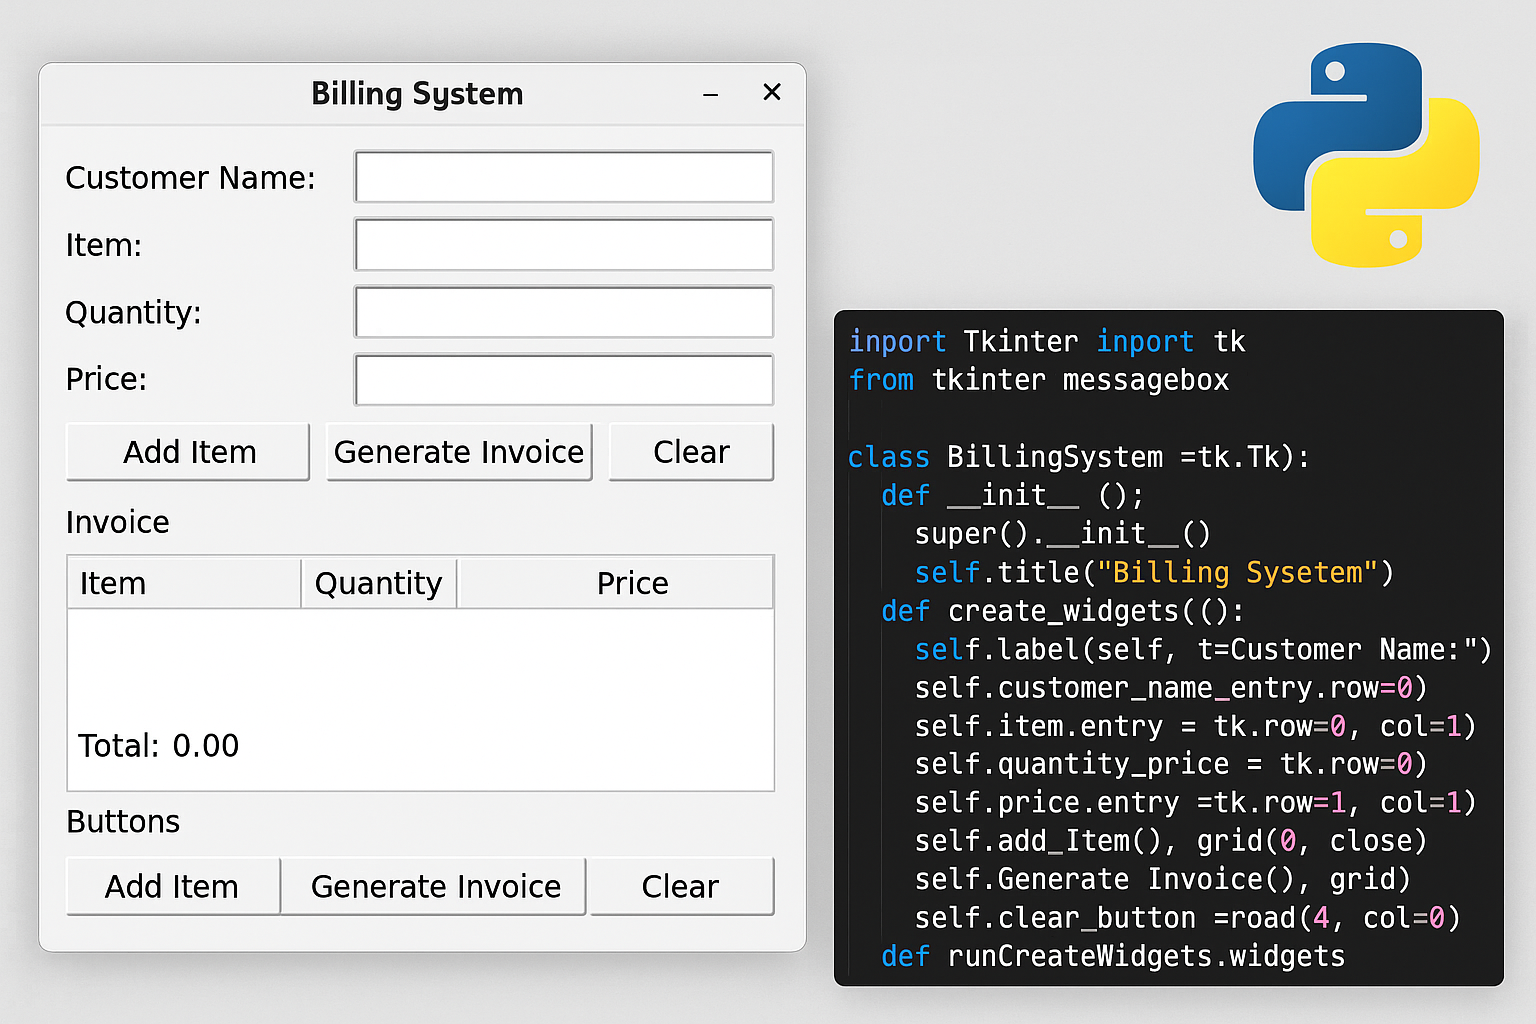 Billing System
Customer Name:
Item:
Quantity:
Price:
Add Item Generate Invoice Clear
Invoice
Item Quantity Price
Total: 0.00
Buttons
Add Item Generate Invoice Clear
inport Tkinter inport tk
from tkinter messagebox
class BillingSystem =tk.Tk):
def __init__ ();
super().__init__()
self.title("Billing Sysetem")
def create_widgets(():
self.label(self, t=Customer Name:")
self.customer_name_entry.row=0)
self.item.entry = tk.row=0, col=1)
self.quantity_price = tk.row=0)
self.price.entry =tk.row=1, col=1)
self.add_Item(), grid(0, close)
self.Generate Invoice(), grid)
self.clear_button =road(4, col=0)
def runCreateWidgets.widgets